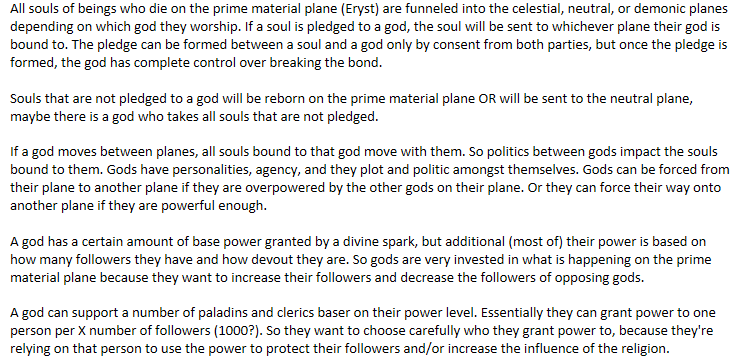 All souls of beings who die on the prime material plane (Eryst) are funneled into the celestial, neutral, or demonic planes
depending on which god they worship. If a soul is pledged to a god, the soul will be sent to whichever plane their god is
bound to. The pledge can be formed between a soul and a god only by consent from both parties, but once the pledge is
formed, the god has complete control over breaking the bond.
Souls that are not pledged to a god will be reborn on the prime material plane OR will be sent to the neutral plane,
maybe there is a god who takes all souls that are not pledged.
If a god moves between planes, all souls bound to that god move with them. So politics between gods impact the souls
bound to them. Gods have personalities, agency, and they plot and politic amongst themselves. Gods can be forced from
their plane to another plane if they are overpowered by the other gods on their plane. Or they can force their way onto
another plane if they are powerful enough.
A god has a certain amount of base power granted by a divine spark, but additional (most of) their power is based on
how many followers they have and how devout they are. So gods are very invested in what is happening on the prime
material plane because they want to increase their followers and decrease the followers of opposing gods.
A god can support a number of paladins and clerics baser on their power level. Essentially they can grant power to one
person per X number of followers (1000?). So they want to choose carefully who they grant power to, because they're
relying on that person to use the power to protect their followers and/or increase the influence of the religion.